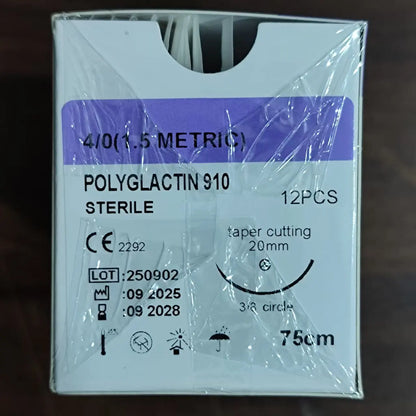 4/0(1.5 METRIC)
POLYGLACTIN 910
12PCS
STERILE
taper cutting
20mm
CE 2292
LOT :250902
:09 2025
:09 2028
3/8 circle
75cm